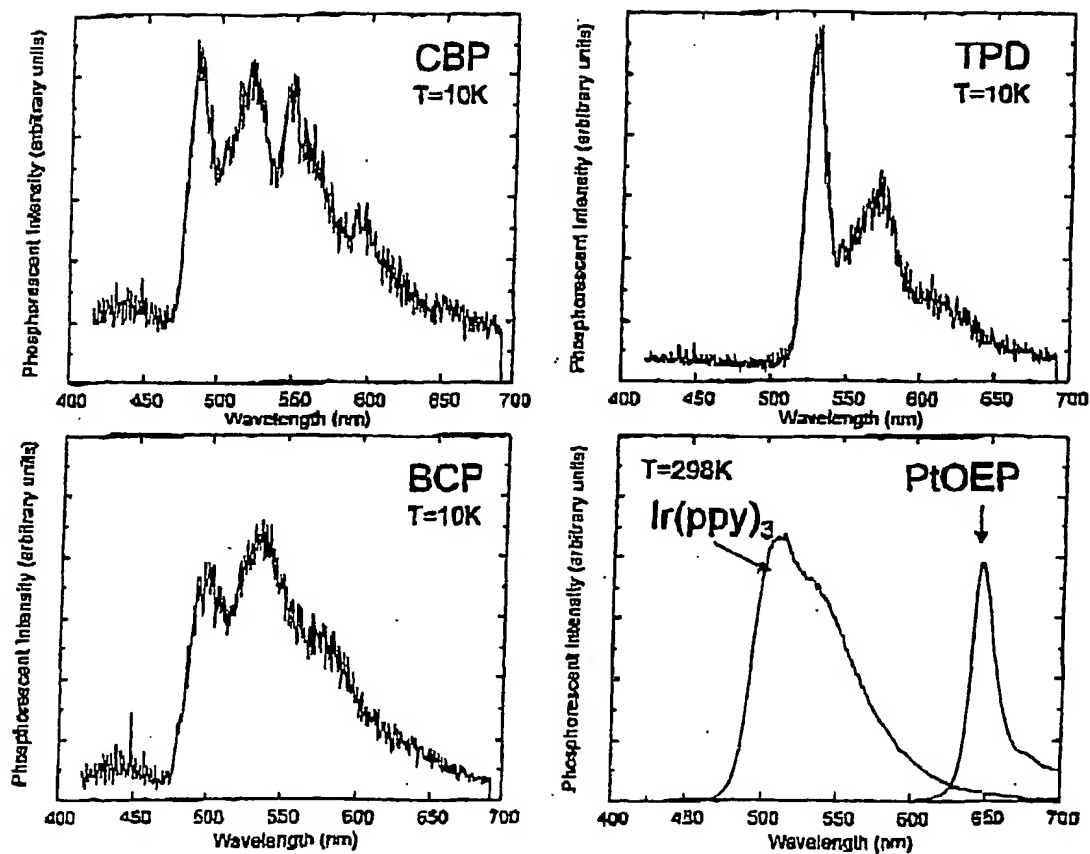 Phosphorescent Intensity (arbitrary units)
CBP
T=10K
400 450 500 550 600 650 700
Wavelength (nm)
Phosphorescent Intensity (arbitrary units)
TPD
T=10K
400 450 500 550 600 650 700
Wavelength (nm)
Phosphorescent Intensity (arbitrary units)
BCP
T=10K
400 450 500 550 600 650 700
Wavelength (nm)
Phosphorescent Intensity (arbitrary units)
T=298K
Ir(ppy)3
PtOEP
400 450 500 550 600 650 700
Wavelength (nm)